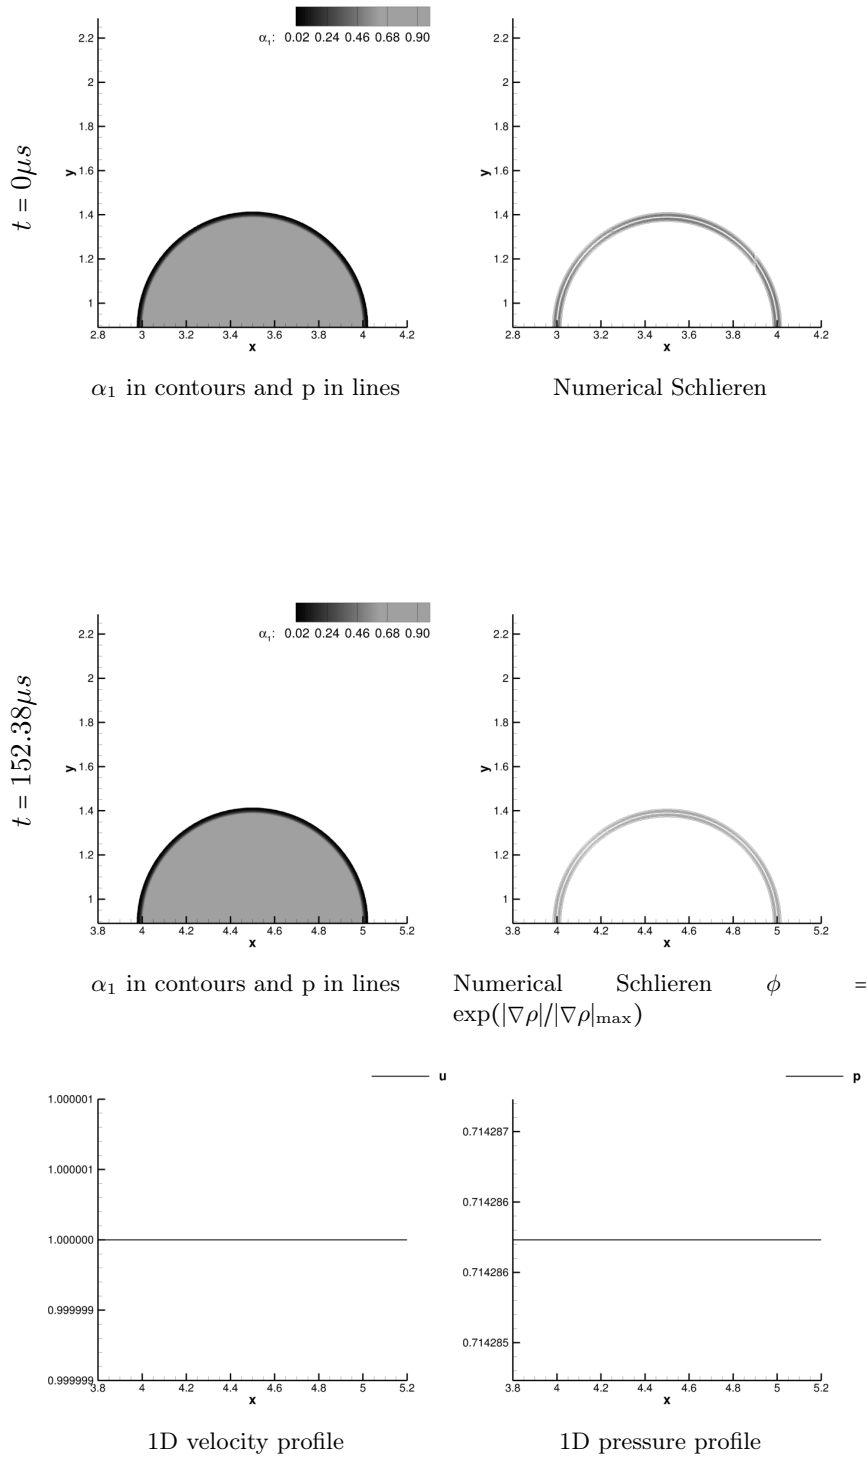 α₁: 0.02 0.24 0.46 0.68 0.90
t = 0μs
y
2.2
2
1.8
1.6
1.4
1.2
1
2.8 3 3.2 3.4 3.6 3.8 4 4.2
x
y
2.2
2
1.8
1.6
1.4
1.2
1
2.8 3 3.2 3.4 3.6 3.8 4 4.2
x
α₁ in contours and p in lines
Numerical Schlieren
α₁: 0.02 0.24 0.46 0.68 0.90
t = 152.38μs
y
2.2
2
1.8
1.6
1.4
1.2
1
3.8 4 4.2 4.4 4.6 4.8 5 5.2
x
y
2.2
2
1.8
1.6
1.4
1.2
1
3.8 4 4.2 4.4 4.6 4.8 5 5.2
x
α₁ in contours and p in lines
Numerical Schlieren ϕ =
exp(|∇ρ|/|∇ρ|max)
u
1.000001
1.000001
1.000000
0.999999
0.999999
3.8 4 4.2 4.4 4.6 4.8 5 5.2
x
p
0.714287
0.714286
0.714286
0.714285
3.8 4 4.2 4.4 4.6 4.8 5 5.2
x
1D velocity profile
1D pressure profile